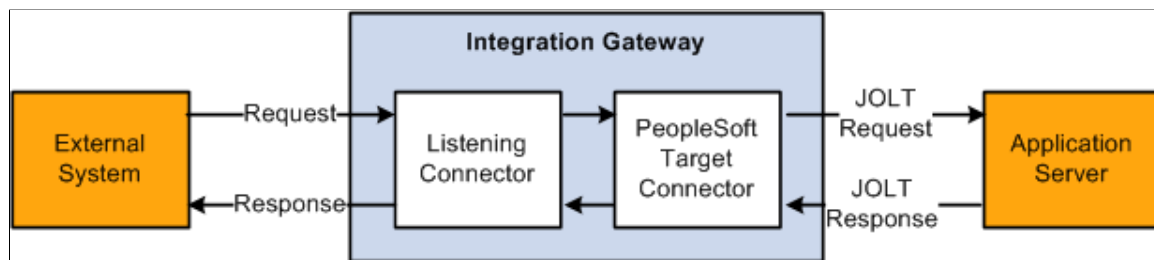 Integration Gateway
External
System
Request
Response
Listening
Connector
PeopleSoft
Target
Connector
JOLT
Request
JOLT
Response
Application
Server